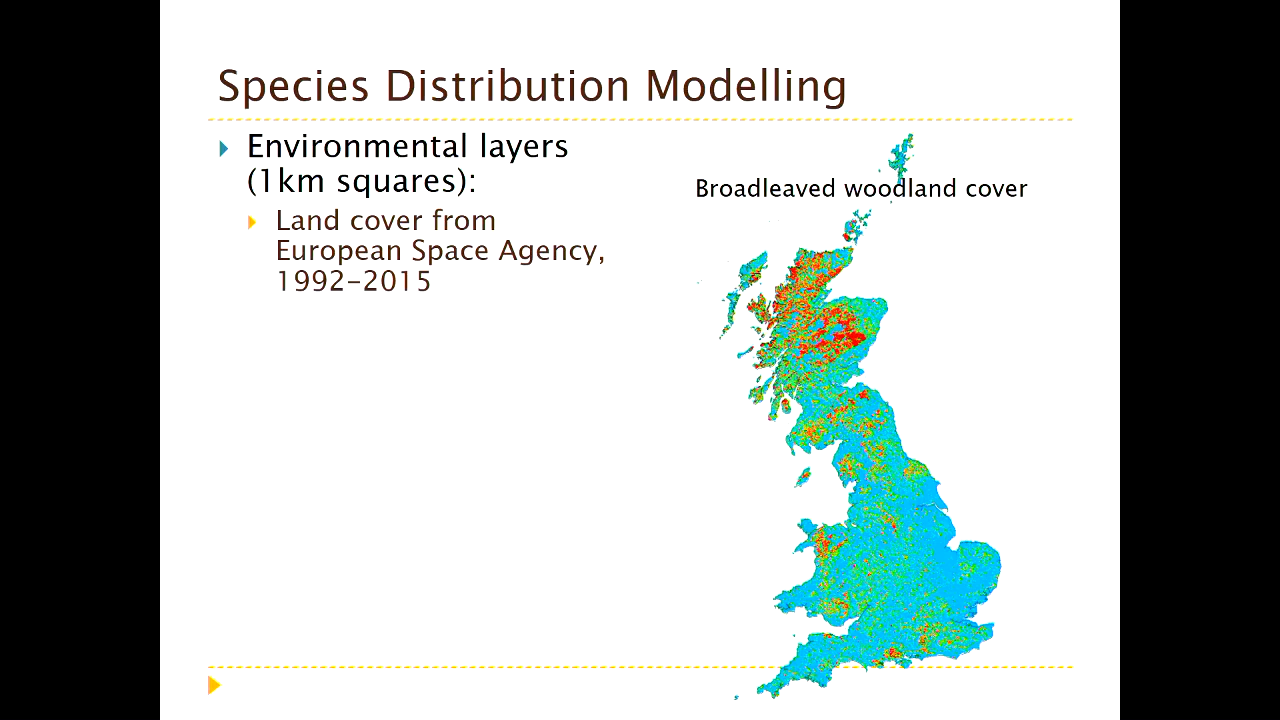 Species Distribution Modelling
Environmental layers
(1km squares):
Land cover from
European Space Agency,
1992-2015
Broadleaved woodland cover